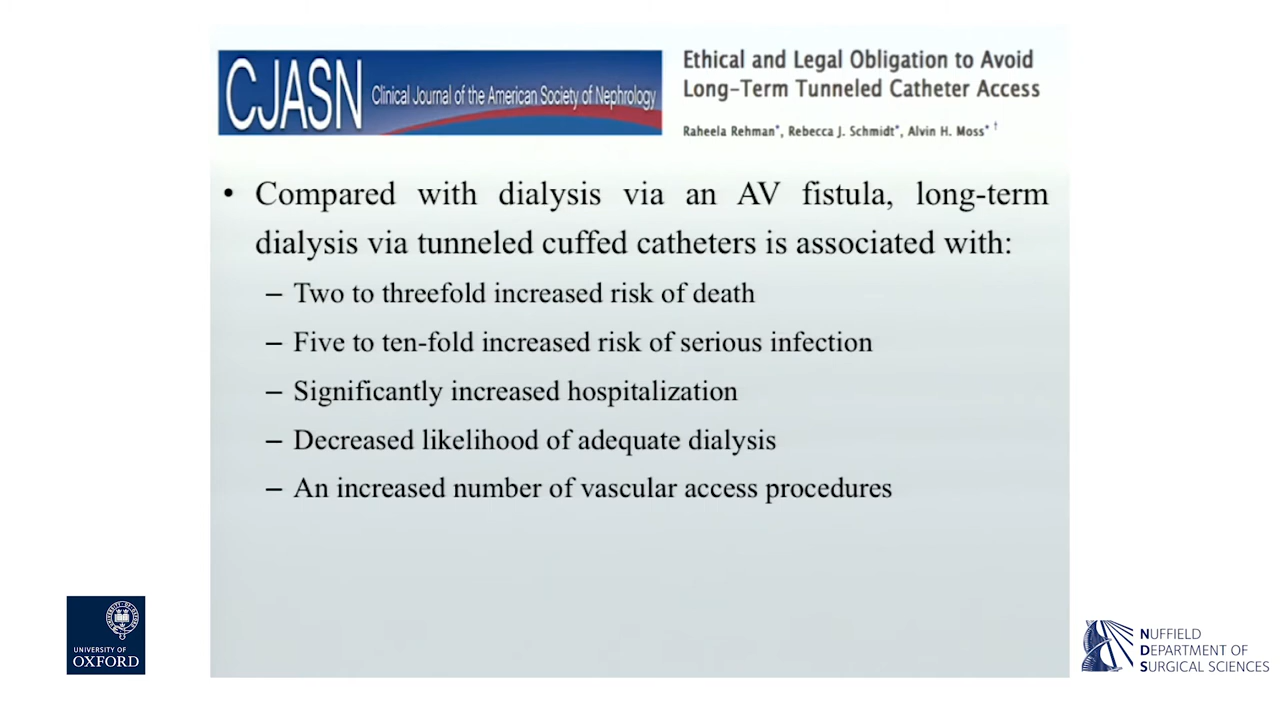 CJASN
Clinical Journal of the American Society of Nephrology
Ethical and Legal Obligation to Avoid
Long-Term Tunneled Catheter Access
Raheela Rehman*, Rebecca J. Schmidt*, Alvin H. Moss*†
• Compared with dialysis via an AV fistula, long-term
dialysis via tunneled cuffed catheters is associated with:
– Two to threefold increased risk of death
– Five to ten-fold increased risk of serious infection
– Significantly increased hospitalization
– Decreased likelihood of adequate dialysis
– An increased number of vascular access procedures
UNIVERSITY OF
OXFORD
NUFFIELD
DEPARTMENT OF
SURGICAL SCIENCES